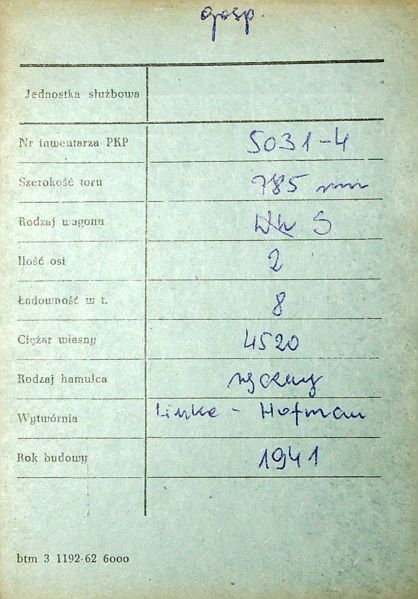 gosp.
Jednostka służbowa
Nr inwentarza PKP 5031-4
Szerokość toru 785 mm
Rodzaj wagonu S
Ilość osi 2
Ładowność w t. 8
Ciężar własny 4520
Rodzaj hamulca ręczny
Wytwórnia Linke - Hofman
Rok budowy 1941
btm 3 1192-62 6000